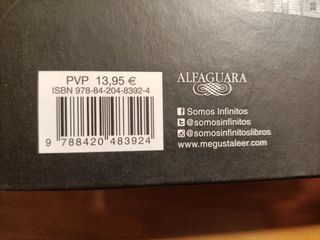 PVP 13,95 €
ISBN 978-84-204-8392-4
9 788420 483924
ALFAGUARA
f Somos Infinitos
@somosinfinitos
@somosinfinitoslibros
www.megustaleer.com